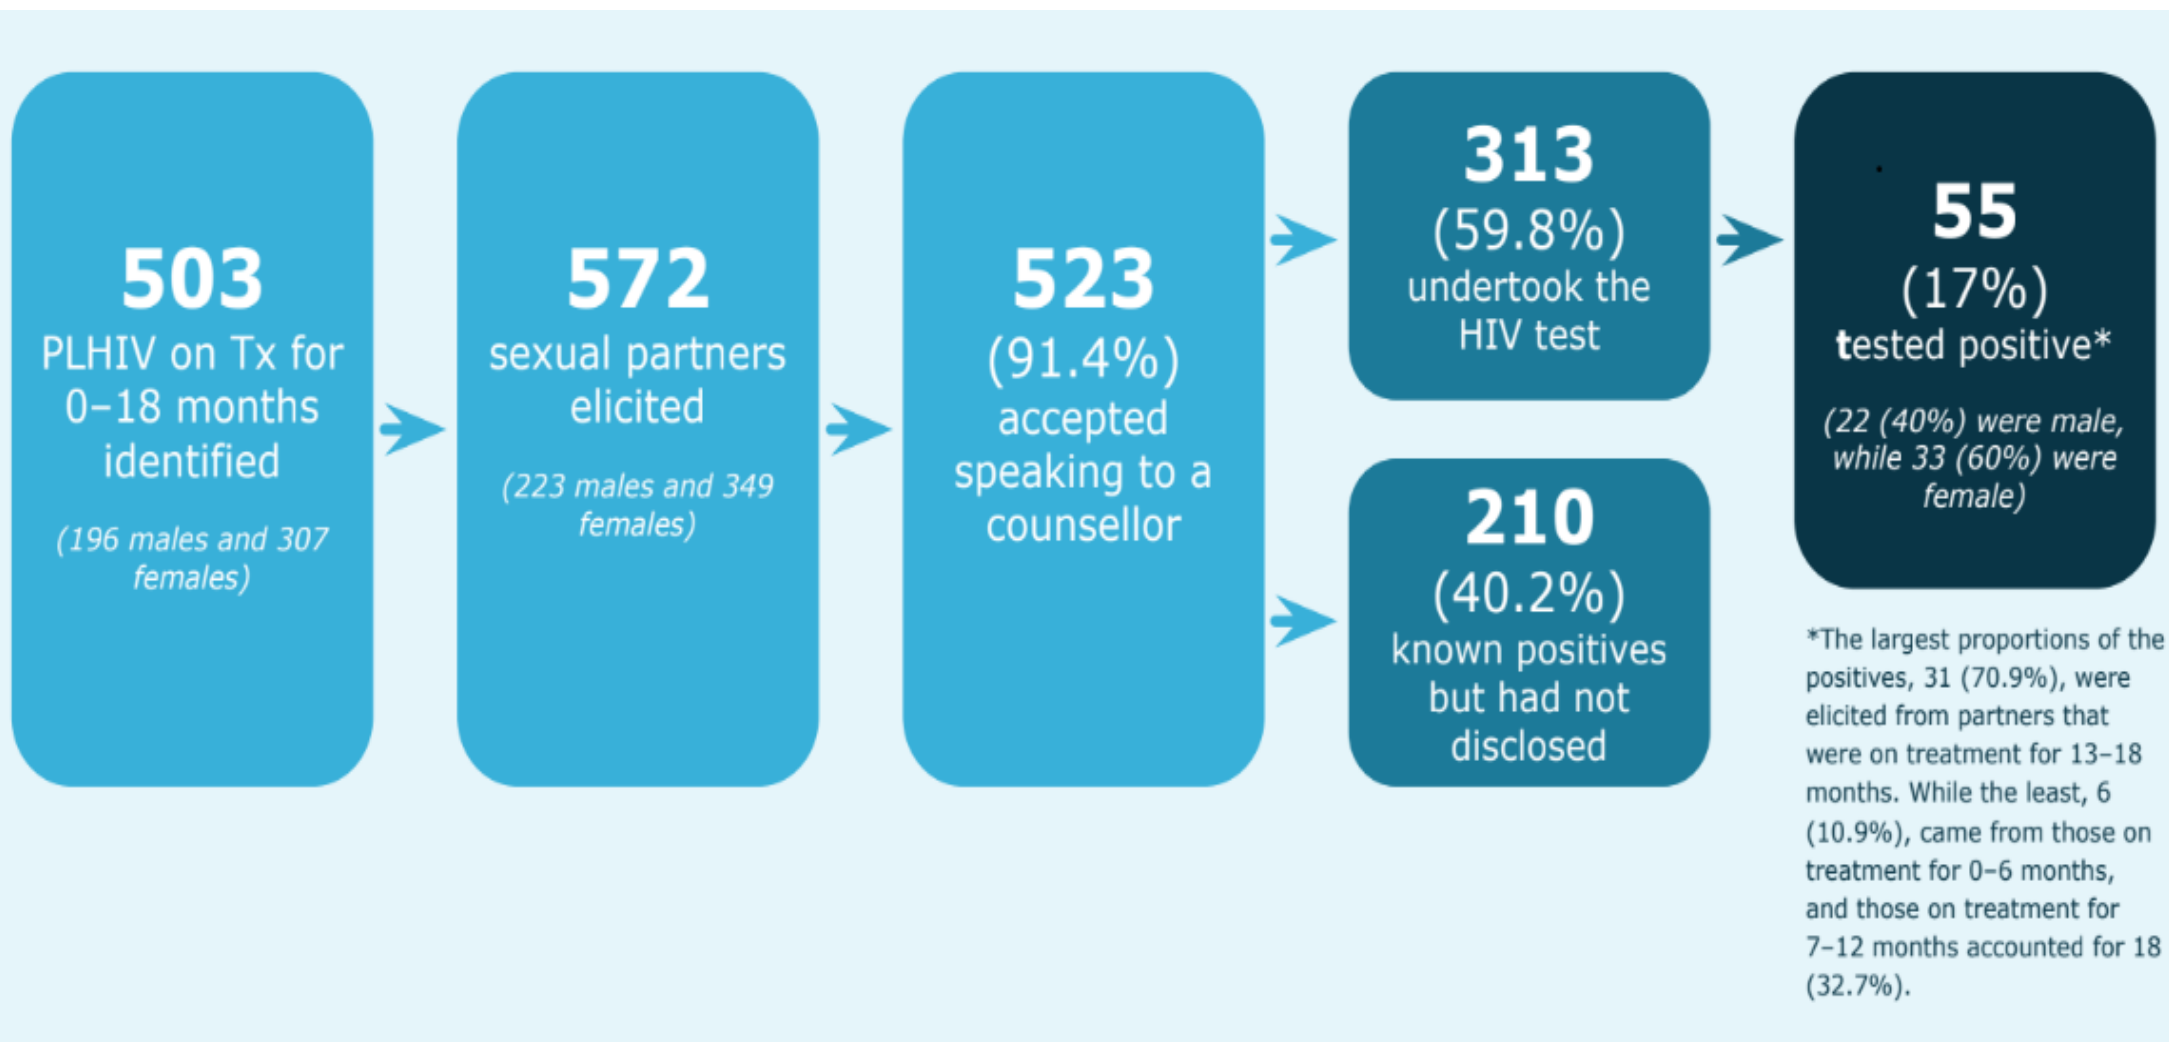 503
PLHIV on Tx for
0–18 months
identified
(196 males and 307
females)
572
sexual partners
elicited
(223 males and 349
females)
523
(91.4%)
accepted
speaking to a
counsellor
313
(59.8%)
undertook the
HIV test
210
(40.2%)
known positives
but had not
disclosed
55
(17%)
tested positive*
(22 (40%) were male,
while 33 (60%) were
female)
*The largest proportions of the
positives, 31 (70.9%), were
elicited from partners that
were on treatment for 13–18
months. While the least, 6
(10.9%), came from those on
treatment for 0–6 months,
and those on treatment for
7–12 months accounted for 18
(32.7%).